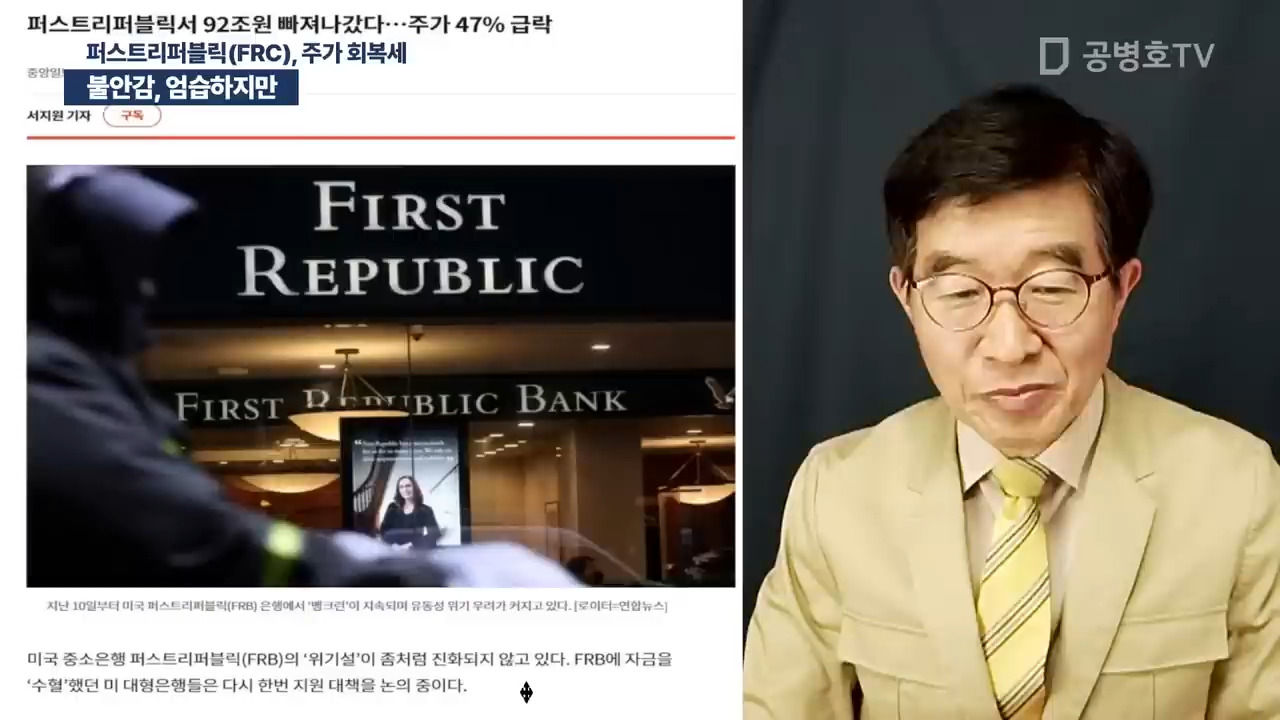 퍼스트리퍼블릭서 92조원 빠져나갔다…주가 47% 급락
퍼스트리퍼블릭(FRC), 주가 회복세
불안감, 엄습하지만
중앙일보
서지원 기자
구독
공병호TV
FIRST
REPUBLIC
FIRST REPUBLIC BANK
지난 10일부터 미국 퍼스트리퍼블릭(FRB) 은행에서 '뱅크런'이 지속되며 유동성 위기 우려가 커지고 있다. [로이터=연합뉴스]
미국 중소은행 퍼스트리퍼블릭(FRB)의 '위기설'이 좀처럼 진화되지 않고 있다. FRB에 자금을
'수혈'했던 미 대형은행들은 다시 한번 지원 대책을 논의 중이다.